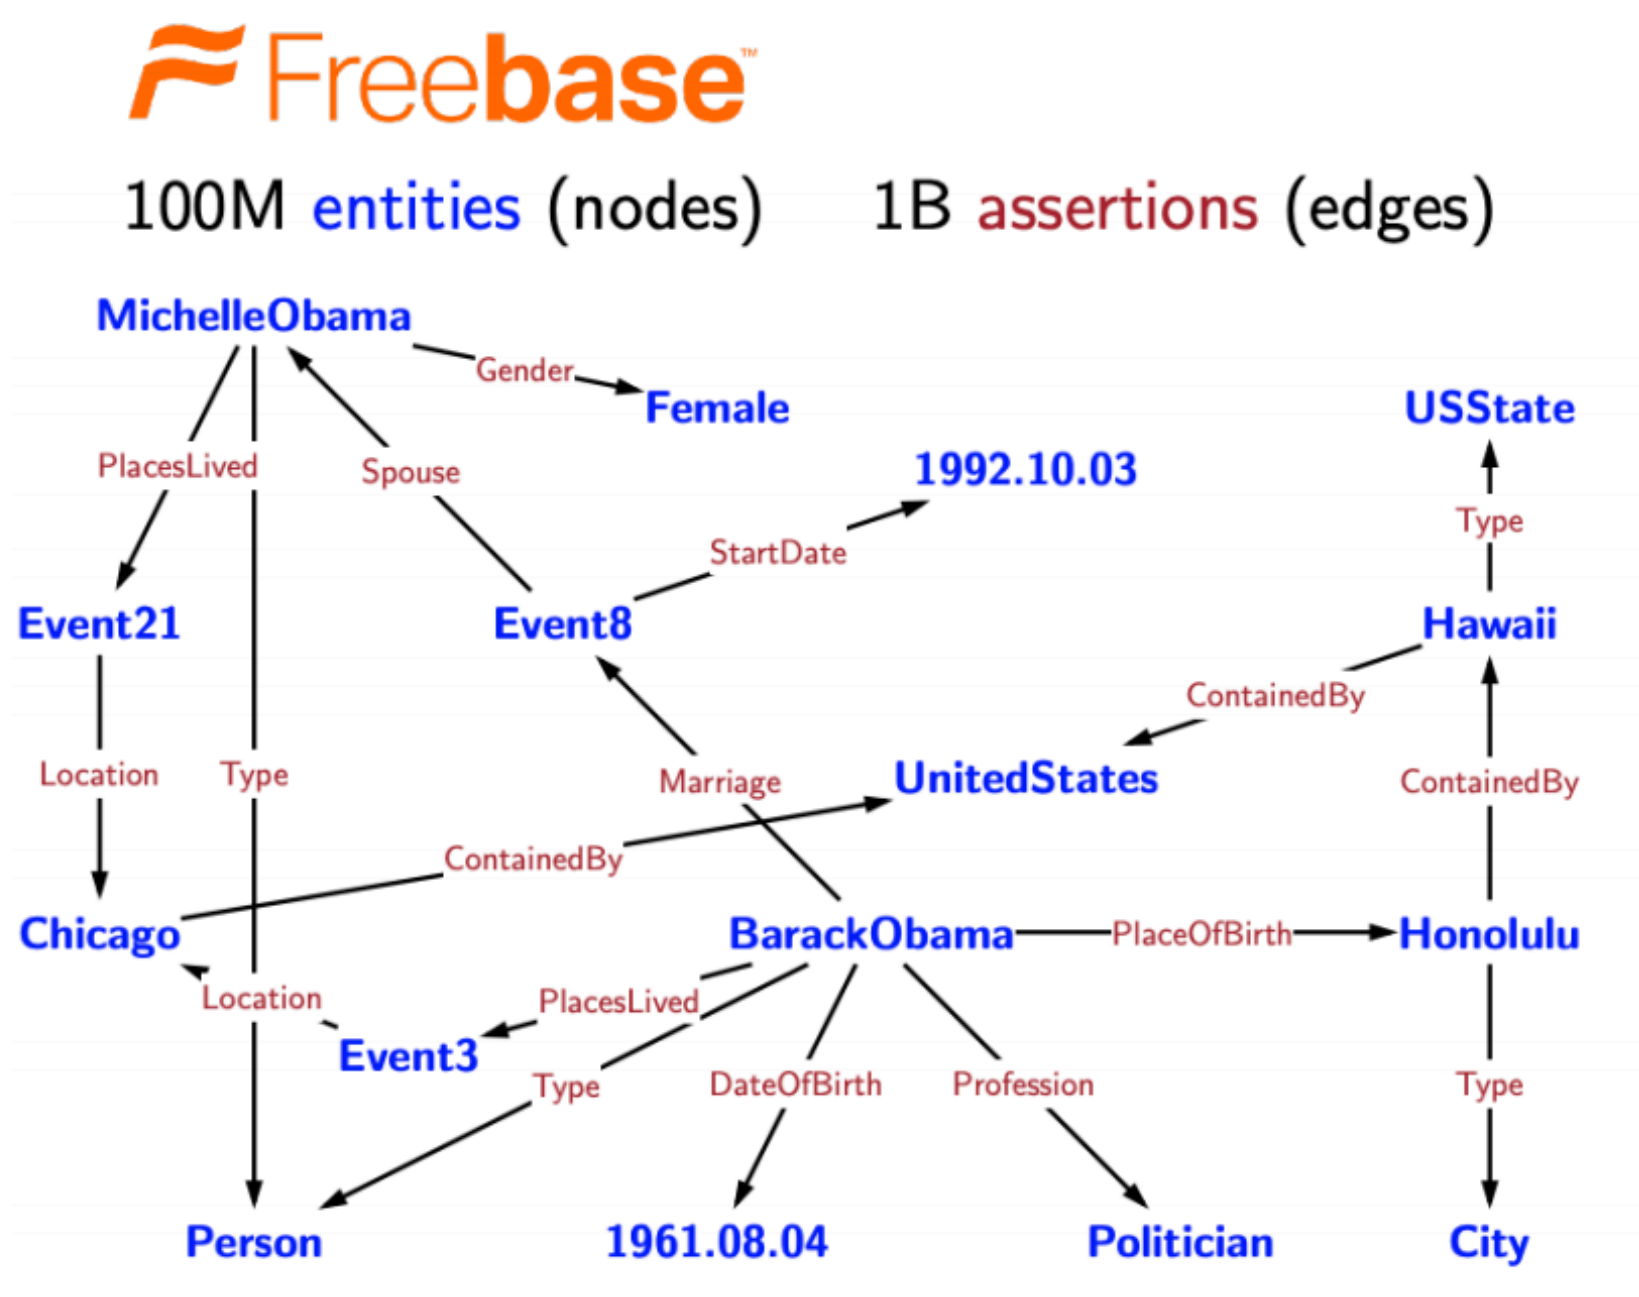 Freebase™
100M entities (nodes) 1B assertions (edges)
MichelleObama
Gender
Female
USState
PlacesLived
Spouse
1992.10.03
Type
StartDate
Event21
Event8
Hawaii
ContainedBy
Location
Type
Marriage
UnitedStates
ContainedBy
ContainedBy
Chicago
BarackObama
PlaceOfBirth
Honolulu
Location
PlacesLived
Event3
Type
DateOfBirth
Profession
Type
Person
1961.08.04
Politician
City